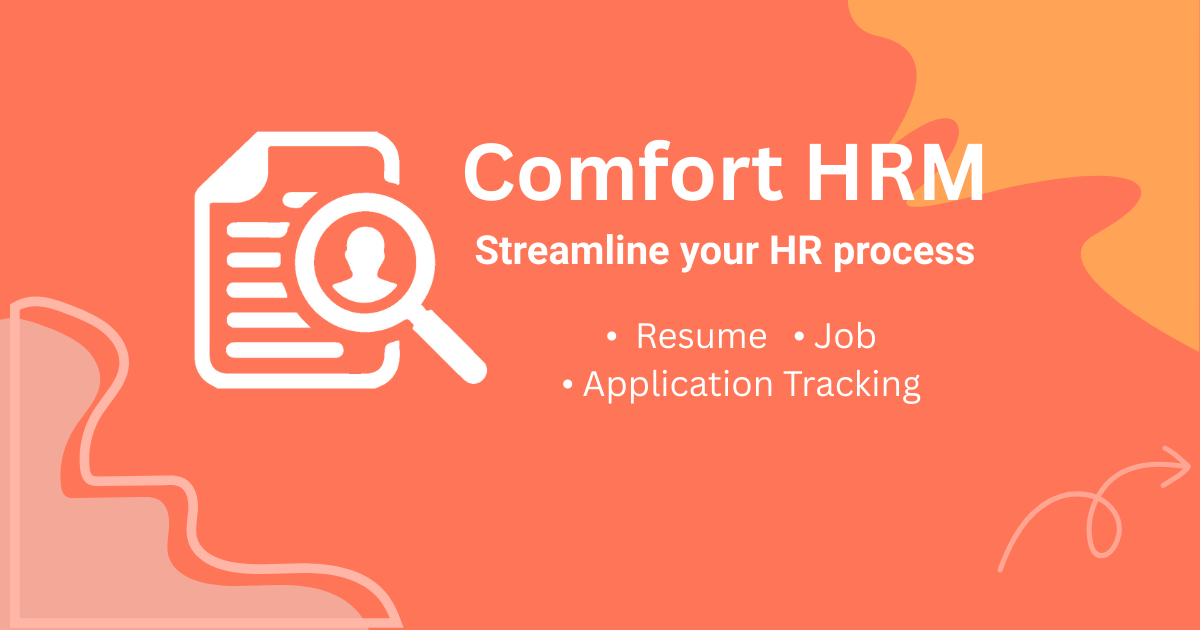 Comfort HRM
Streamline your HR process
• Resume • Job
• Application Tracking